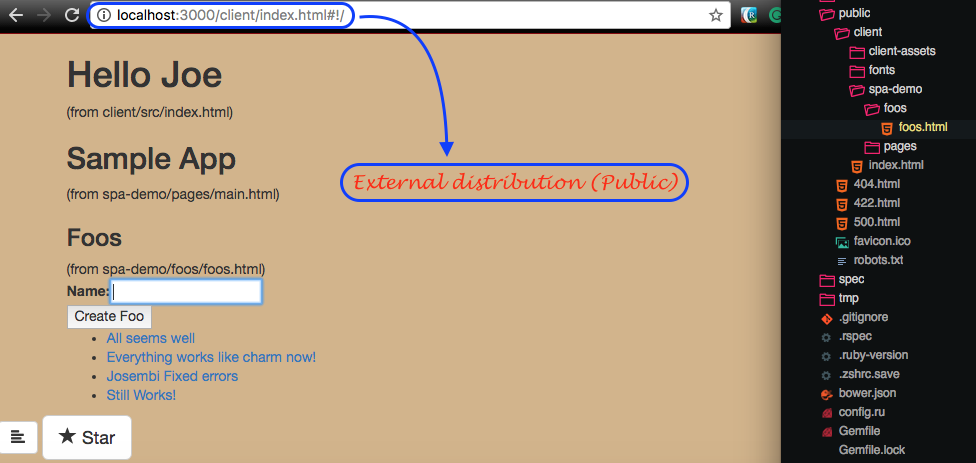 localhost:3000/client/index.html#!/
Hello Joe
(from client/src/index.html)
Sample App
(from spa-demo/pages/main.html)
External distribution (Public)
Foos
(from spa-demo/foos/foos.html)
Name:
Create Foo
All seems well
Everything works like charm now!
Josembi Fixed errors
Still Works!
Star
public
client
client-assets
fonts
spa-demo
foos
foos.html
pages
index.html
404.html
422.html
500.html
favicon.ico
robots.txt
spec
tmp
.gitignore
.rspec
.ruby-version
.zshrc.save
bower.json
config.ru
Gemfile
Gemfile.lock